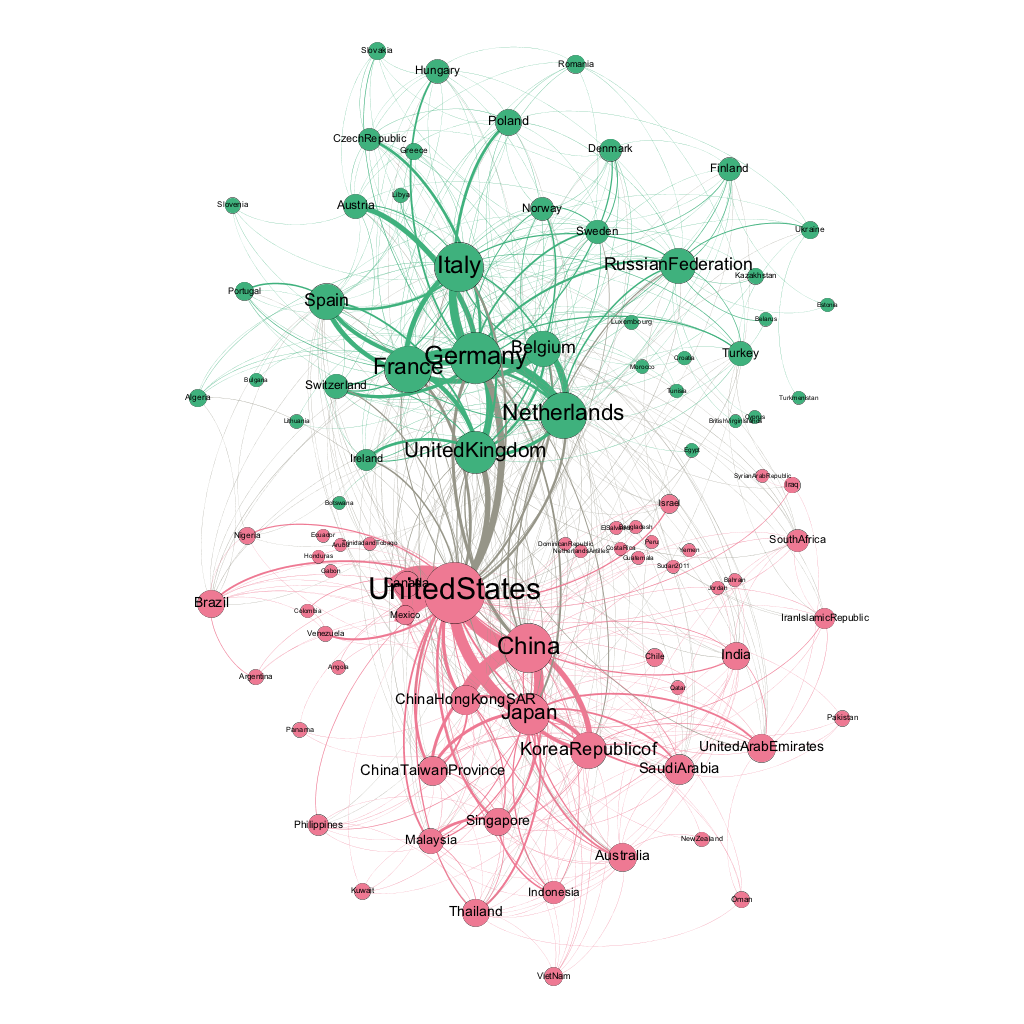 Slovakia
Hungary
Romania
Poland
CzechRepublic
Greece
Denmark
Finland
Libya
Slovenia
Austria
Norway
Sweden
Ukraine
Italy
RussianFederation
Kazakhstan
Portugal
Spain
Estonia
Luxembourg
Belarus
Germany
Belgium
France
Croatia
Turkey
Morocco
Bulgaria
Switzerland
Algeria
Tunisia
Turkmenistan
Netherlands
Lithuania
BritishVirginIslands
Cyprus
UnitedKingdom
Egypt
Ireland
SyrianArabRepublic
Iraq
Botswana
Israel
Nigeria
Ecuador
Aruba
TrinidadandTobago
ElSalvador
Bangladesh
SouthAfrica
DominicanRepublic
NetherlandsAntilles
CostaRica
Peru
Yemen
Honduras
Guatemala
Gabon
Sudan2011
Canada
UnitedStates
Bahrain
Jordan
Brazil
Colombia
Mexico
IranIslamicRepublic
Venezuela
China
India
Chile
Angola
Argentina
Qatar
ChinaHongKongSAR
Japan
Pakistan
Panama
KoreaRepublicof
UnitedArabEmirates
ChinaTaiwanProvince
SaudiArabia
Singapore
Philippines
Malaysia
NewZealand
Australia
Kuwait
Indonesia
Oman
Thailand
VietNam